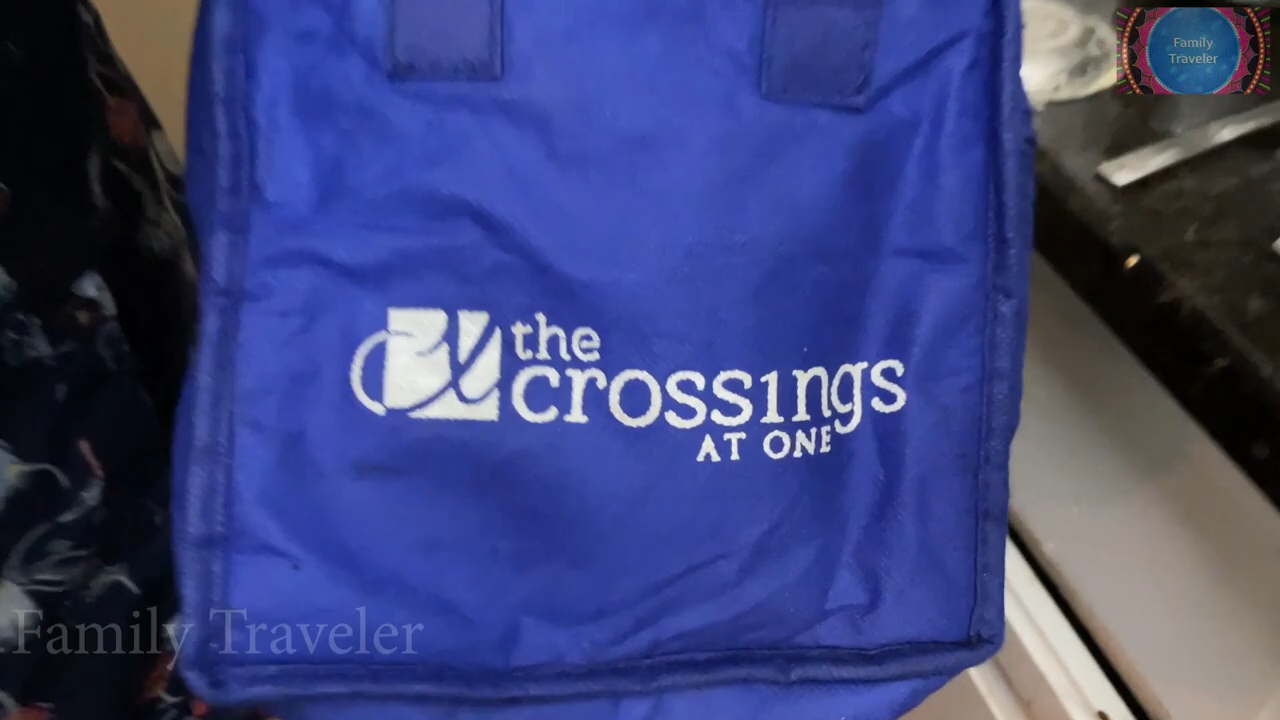 Family
Traveler
the
crossings
AT ONE
Family Traveler